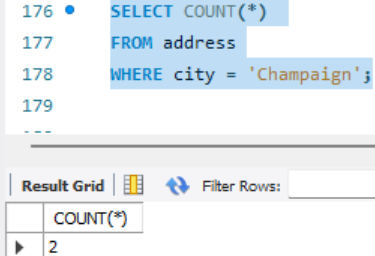 176 SELECT COUNT(*)
177 FROM address
178 WHERE city = 'Champaign';
179
Result Grid Filter Rows:
COUNT(*)
2